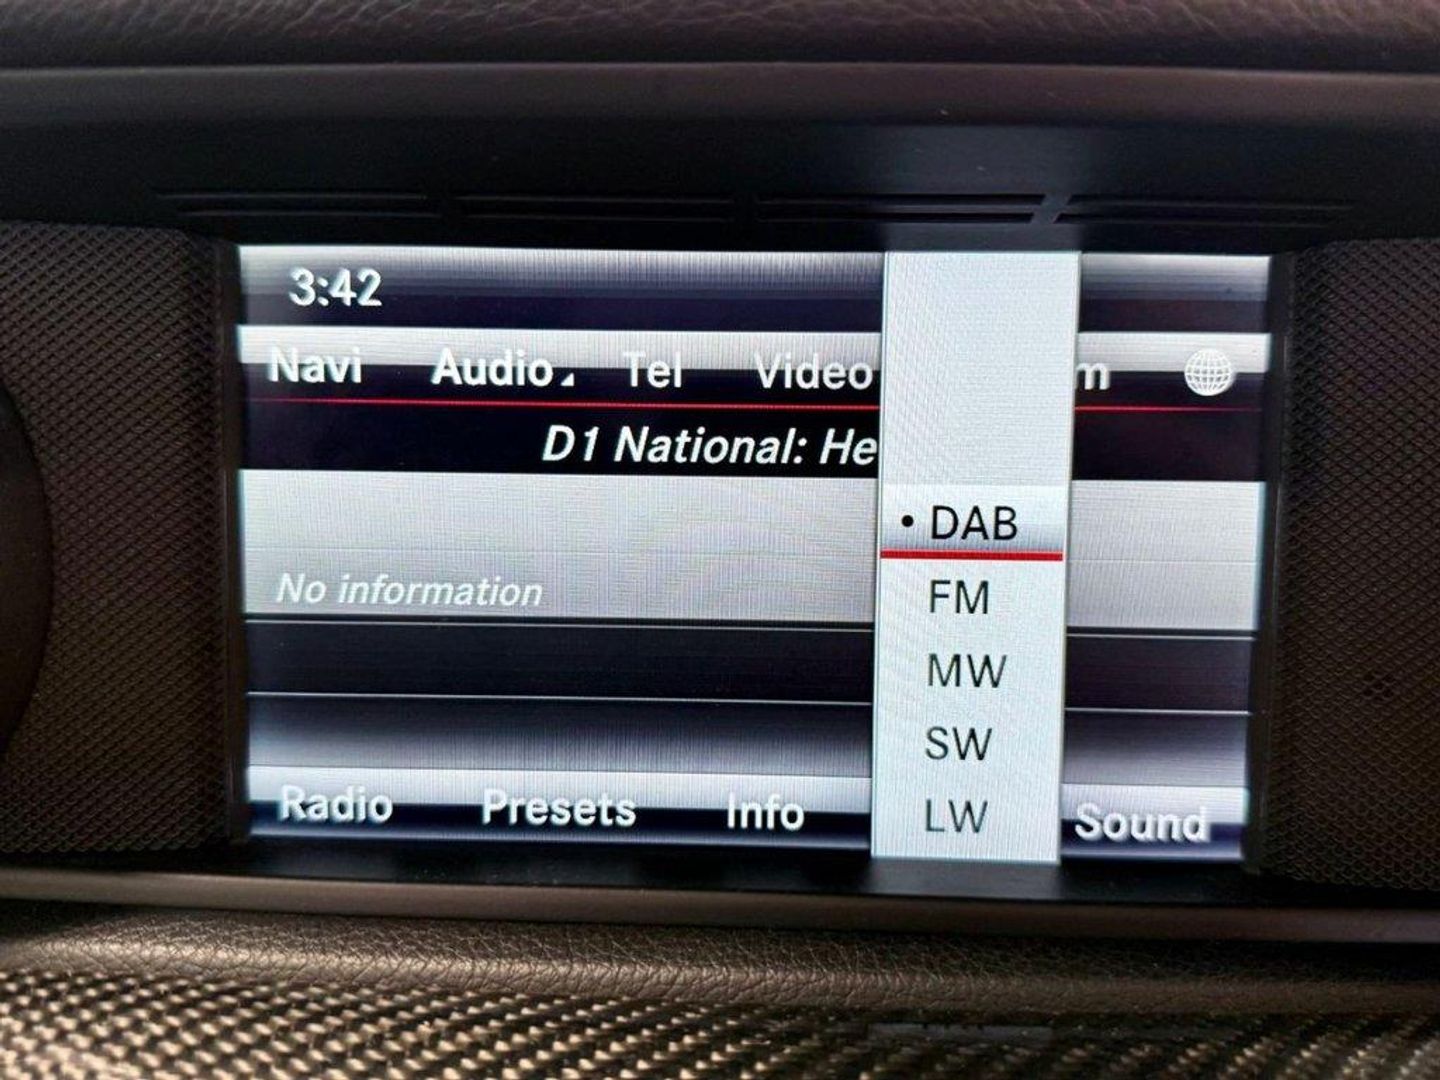 3:42
Navi Audio Tel Video
D1 National:
DAB
FM
No information
MW
SW
LW
Radio Presets Info Sound